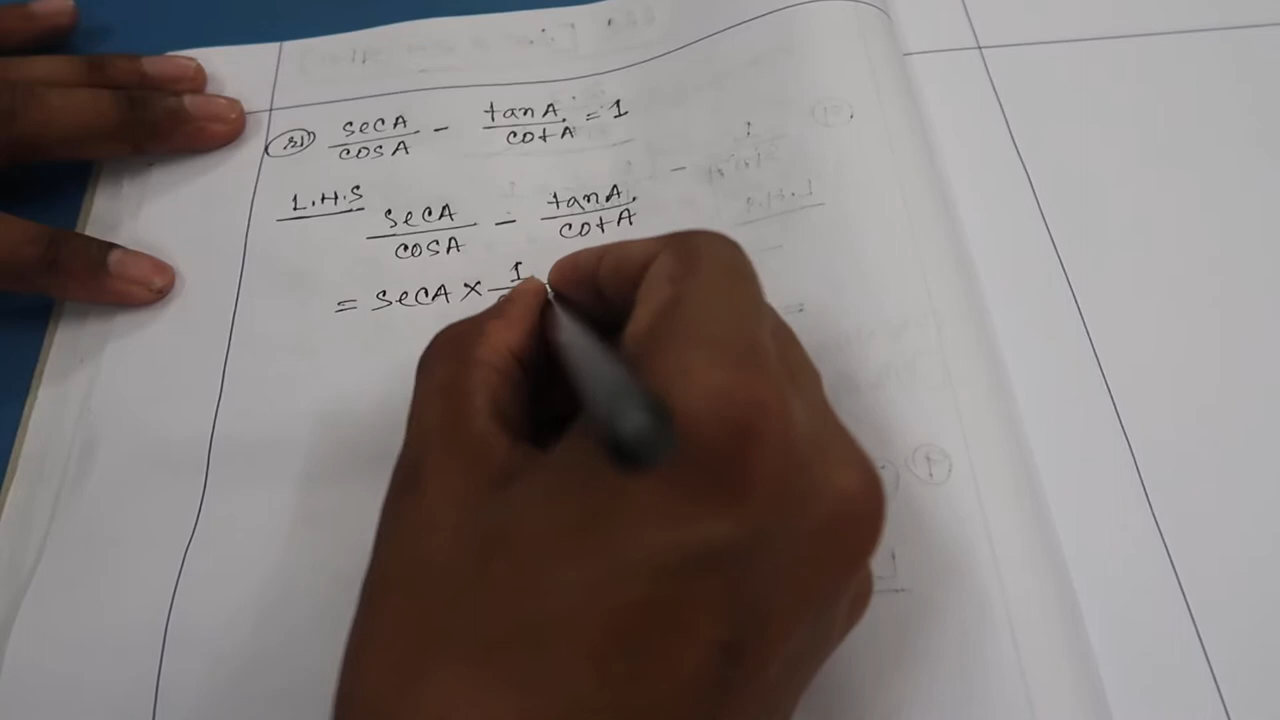 secA/cosA - tanA/cotA = 1
L.H.S secA/cosA - tanA/cotA
= secA × 1